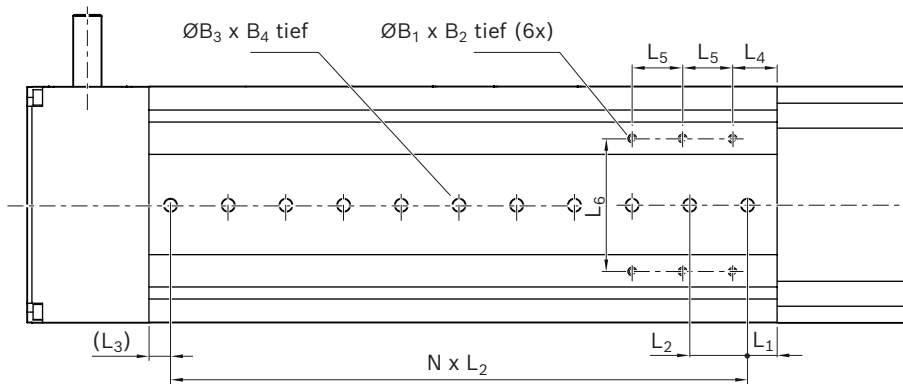 ØB₃ x B₄ tief
ØB₁ x B₂ tief (6x)
L₅
L₅
L₄
L₆
(L₃)
L₂
L₁
N x L₂